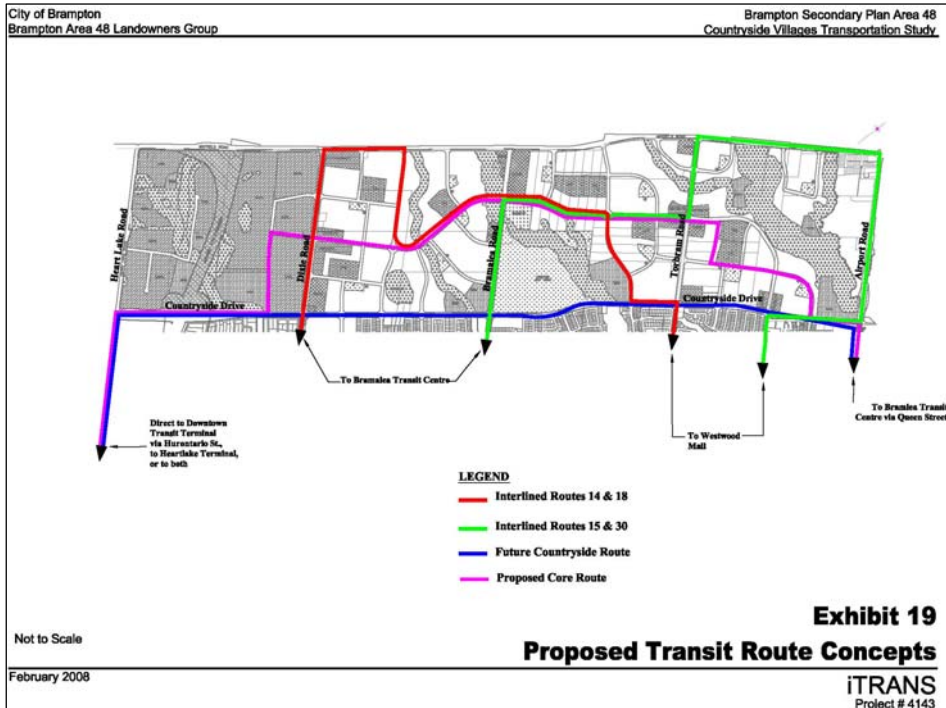 City of Brampton
Brampton Area 48 Landowners Group
Brampton Secondary Plan Area 48
Countryside Villages Transportation Study
Heart Lake Road
Dixie Road
Bramalea Road
Torbram Road
Airport Road
Countryside Drive
Countryside Drive
To Bramalea Transit Centre
To Westwood
Mall
To Bramlea Transit
Centre via Queen Street
Direct to Downtown
Transit Terminal
via Hurontario St.,
to Heartlake Terminal,
or to both
LEGEND
Interlined Routes 14 & 18
Interlined Routes 15 & 30
Future Countryside Route
Proposed Core Route
Exhibit 19
Not to Scale
Proposed Transit Route Concepts
February 2008
iTRANS
Project # 4143